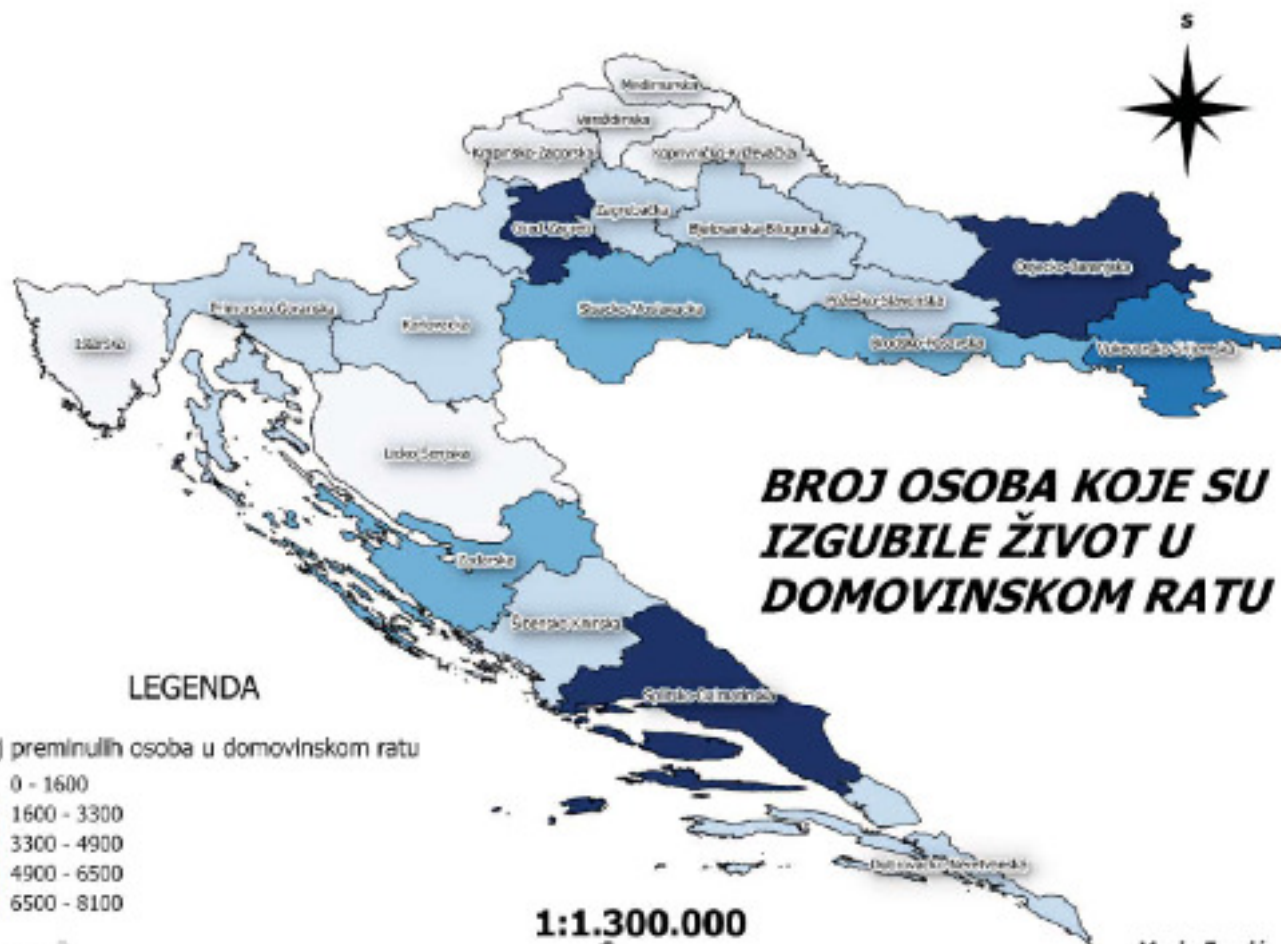 S
Međimurska
Varaždinska
Krapinsko-Zagorska
Koprivničko-Križevačka
Zagrebačka
Grad Zagreb
Bjelovarsko-Bilogorska
Osječko-Baranjska
Primorsko-Goranska
Požeško-Slavonska
Sisačko-Moslavačka
Karlovačka
Istarska
Brodsko-Posavska
Vukovarsko-Srijemska
Ličko-Senjska
BROJ OSOBA KOJE SU
IZGUBILE ŽIVOT U
DOMOVINSKOM RATU
Zadarska
Šibensko-Kninska
LEGENDA
Splitsko-Dalmatinska
preminulih osoba u domovinskom ratu
0 - 1600
1600 - 3300
3300 - 4900
4900 - 6500
6500 - 8100
Dubrovačko-Neretvanska
1:1.300.000